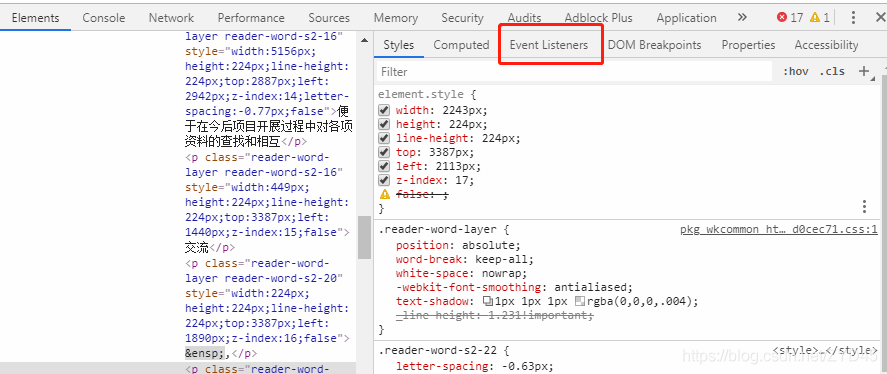 Elements Console Network Performance Sources Memory Security Audits Adblock Plus Application » 17 1
layer reader-word-s2-16"
style="width:5156px;
height:224px;line-height:
224px;top:2887px;left:
2942px;z-index:14;letter-
spacing:-0.77px;false">便
于在今后项目开展过程中对各项
资料的查找和相互</p>
<p class="reader-word-
layer reader-word-s2-16"
style="width:449px;
height:224px;line-height:
224px;top:3387px;left:
1440px;z-index:15;false">
交流</p>
<p class="reader-word-
layer reader-word-s2-20"
style="width:224px;
height:224px;line-height:
224px;top:3387px;left:
1890px;z-index:16;false">
&ensp;,</p>
<p class="reader-word-
Styles Computed Event Listeners DOM Breakpoints Properties Accessibility
Filter :hov .cls +
element.style {
width: 2243px;
height: 224px;
line-height: 224px;
top: 3387px;
left: 2113px;
z-index: 17;
false: ;
}
.reader-word-layer { pkg_wkcommon_ht… d0cec71.css:1
position: absolute;
word-break: keep-all;
white-space: nowrap;
-webkit-font-smoothing: antialiased;
text-shadow: 1px 1px 1px rgba(0,0,0,.004);
_line-height: 1.231!important;
}
.reader-word-s2-22 { <style>…</style>
letter-spacing: -0.63px;